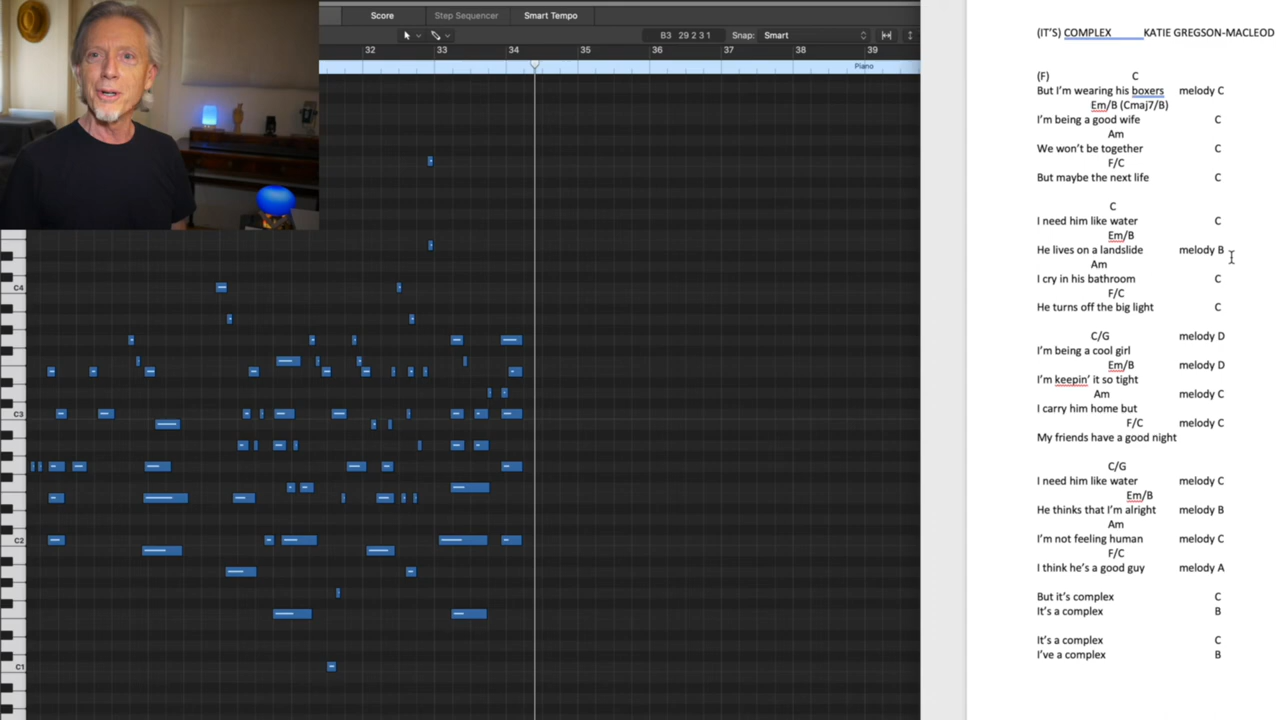 Score Step Sequencer Smart Tempo
B3 29 2 3 1 Snap: Smart
32 33 34 35 36 37 38 39
Piano
C4
C3
C2
C1
(IT'S) COMPLEX KATIE GREGSON-MACLEOD
(F) C
But I'm wearing his boxers melody C
Em/B (Cmaj7/B)
I'm being a good wife C
Am
We won't be together C
F/C
But maybe the next life C
C
I need him like water C
Em/B
He lives on a landslide melody B
Am
I cry in his bathroom C
F/C
He turns off the big light C
C/G melody D
I'm being a cool girl
Em/B melody D
I'm keepin' it so tight
Am melody C
I carry him home but
F/C melody C
My friends have a good night
C/G
I need him like water melody C
Em/B
He thinks that I'm alright melody B
Am
I'm not feeling human melody C
F/C
I think he's a good guy melody A
But it's complex C
It's a complex B
It's a complex C
I've a complex B